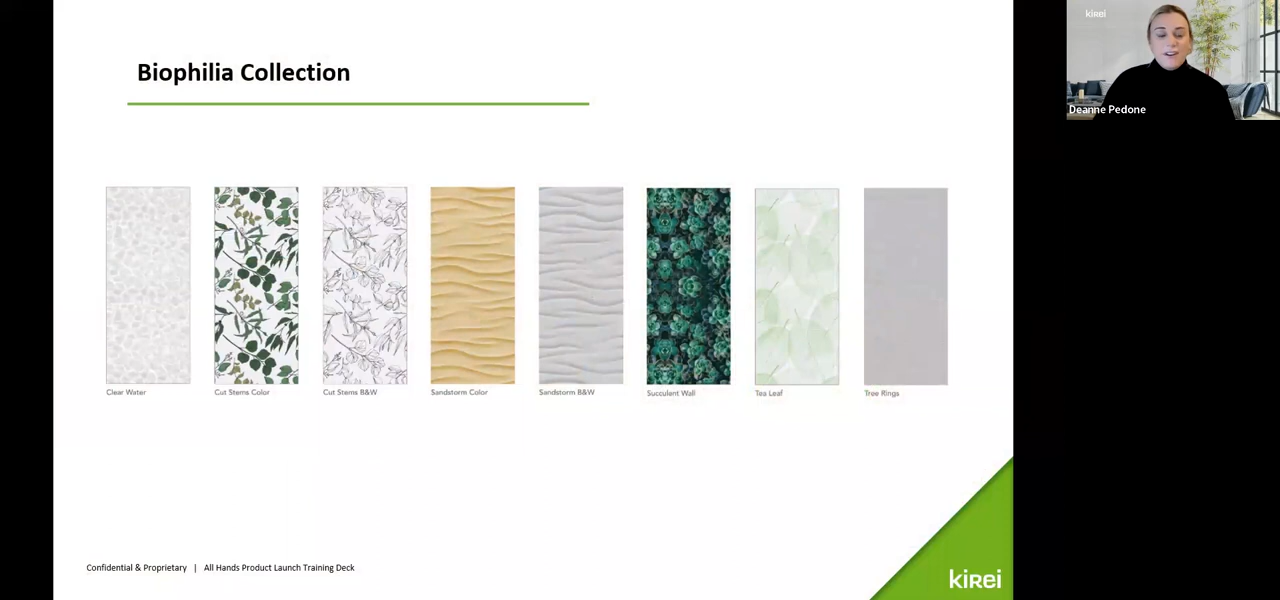 Biophilia Collection
kirei
Deanne Pedone
Clear Water
Cut Stems Color
Cut Stems B&W
Sandstorm Color
Sandstorm B&W
Succulent Wall
Tea Leaf
Tree Rings
Confidential & Proprietary | All Hands Product Launch Training Deck
kirei